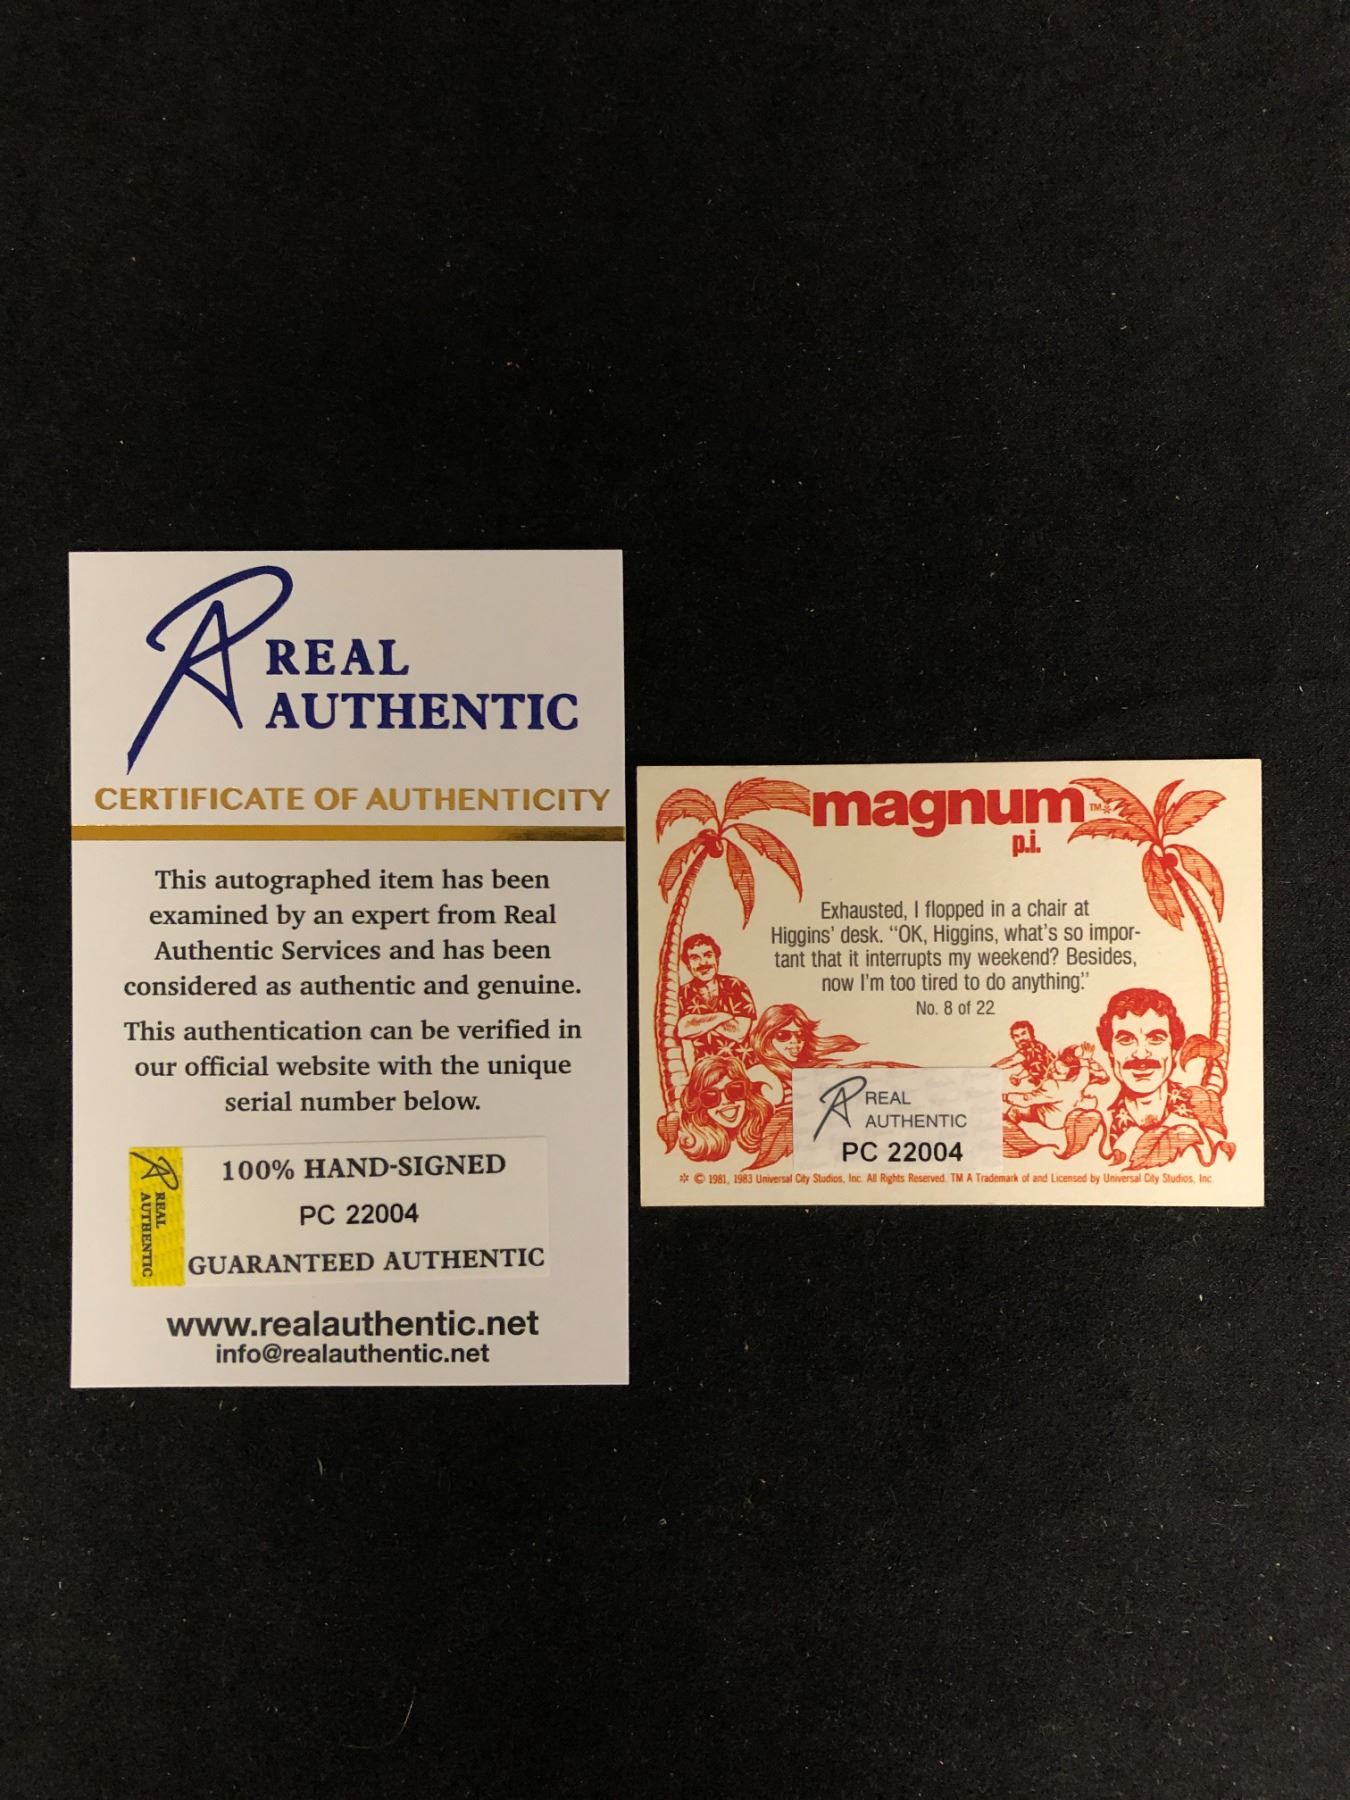 REAL
AUTHENTIC
CERTIFICATE OF AUTHENTICITY
This autographed item has been
examined by an expert from Real
Authentic Services and has been
considered as authentic and genuine.
This authentication can be verified in
our official website with the unique
serial number below.
REAL
AUTHENTIC
100% HAND-SIGNED
PC 22004
GUARANTEED AUTHENTIC
www.realauthentic.net
info@realauthentic.net
magnum TM*
p.i.
Exhausted, I flopped in a chair at
Higgins' desk. "OK, Higgins, what's so impor-
tant that it interrupts my weekend? Besides,
now I'm too tired to do anything."
No. 8 of 22
REAL
AUTHENTIC
PC 22004
* © 1981, 1983 Universal City Studios, Inc. All Rights Reserved. TM A Trademark of and Licensed by Universal City Studios, Inc.